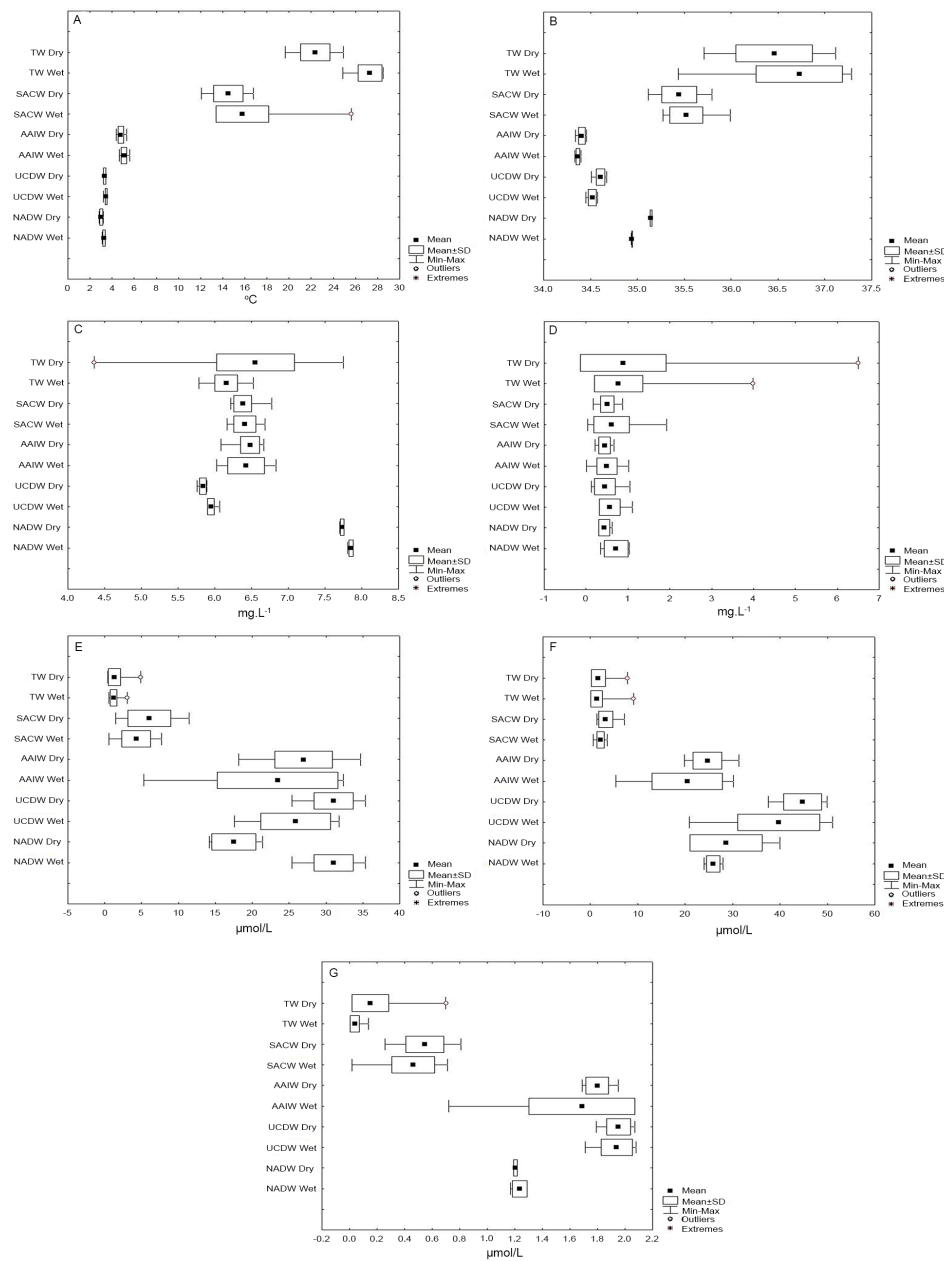 A
TW Dry
TW Wet
SACW Dry
SACW Wet
AAIW Dry
AAIW Wet
UCDW Dry
UCDW Wet
NADW Dry
NADW Wet
Mean
Mean±SD
Min-Max
Outliers
Extremes
0 2 4 6 8 10 12 14 16 18 20 22 24 26 28 30
°C
B
TW Dry
TW Wet
SACW Dry
SACW Wet
AAIW Dry
AAIW Wet
UCDW Dry
UCDW Wet
NADW Dry
NADW Wet
Mean
Mean±SD
Min-Max
Outliers
Extremes
34.0 34.5 35.0 35.5 36.0 36.5 37.0 37.5
C
TW Dry
TW Wet
SACW Dry
SACW Wet
AAIW Dry
AAIW Wet
UCDW Dry
UCDW Wet
NADW Dry
NADW Wet
Mean
Mean±SD
Min-Max
Outliers
Extremes
4.0 4.5 5.0 5.5 6.0 6.5 7.0 7.5 8.0 8.5
mg.L⁻¹
D
TW Dry
TW Wet
SACW Dry
SACW Wet
AAIW Dry
AAIW Wet
UCDW Dry
UCDW Wet
NADW Dry
NADW Wet
Mean
Mean±SD
Min-Max
Outliers
Extremes
-1 0 1 2 3 4 5 6 7
mg.L⁻¹
E
TW Dry
TW Wet
SACW Dry
SACW Wet
AAIW Dry
AAIW Wet
UCDW Dry
UCDW Wet
NADW Dry
NADW Wet
Mean
Mean±SD
Min-Max
Outliers
Extremes
-5 0 5 10 15 20 25 30 35 40
µmol/L
F
TW Dry
TW Wet
SACW Dry
SACW Wet
AAIW Dry
AAIW Wet
UCDW Dry
UCDW Wet
NADW Dry
NADW Wet
Mean
Mean±SD
Min-Max
Outliers
Extremes
-10 0 10 20 30 40 50 60
µmol/L
G
TW Dry
TW Wet
SACW Dry
SACW Wet
AAIW Dry
AAIW Wet
UCDW Dry
UCDW Wet
NADW Dry
NADW Wet
Mean
Mean±SD
Min-Max
Outliers
Extremes
-0.2 0.0 0.2 0.4 0.6 0.8 1.0 1.2 1.4 1.6 1.8 2.0 2.2
µmol/L